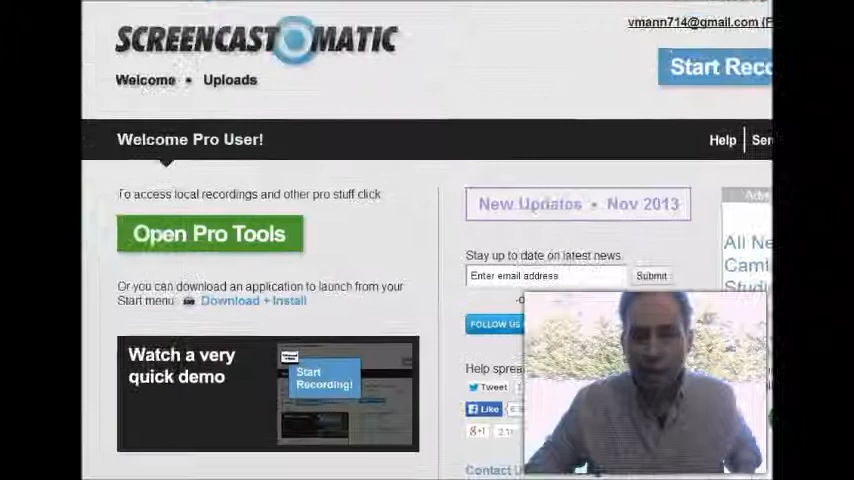 SCREENCAST O MATIC
vmann714@gmail.com
Welcome • Uploads
Start
Welcome Pro User!
Help
To access local recordings and other pro stuff click
Open Pro Tools
Or you can download an application to launch from your
Start menu
Download + Install
Watch a very
quick demo
Start
Recording!
New Updates • Nov 2013
Stay up to date on latest news
Enter email address
Submit
FOLLOW US
Help
Tweet
Like
g+1
Contact
All